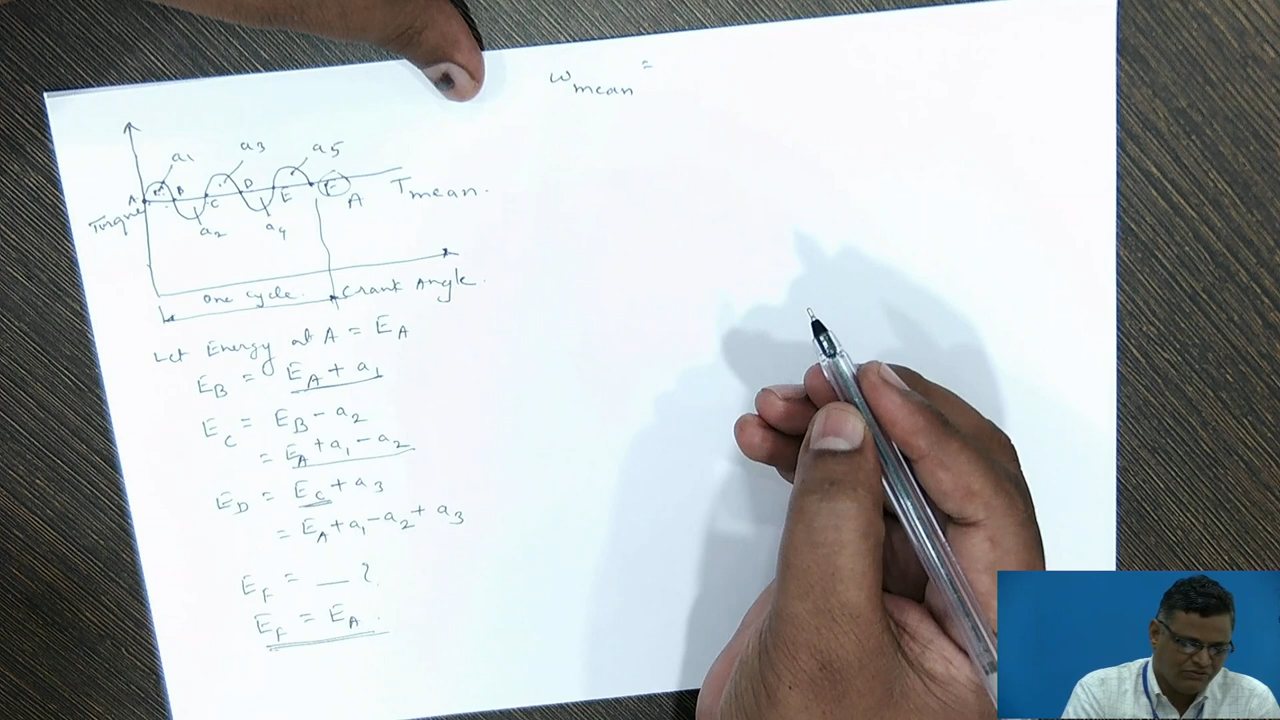 ω mean =
a1 a3 a5
A B C D E F A Tmean.
Torque
a2 a4
One cycle. Crank Angle.
Let Energy at A = EA
EB = EA + a1
EC = EB - a2
= EA + a1 - a2
ED = EC + a3
= EA + a1 - a2 + a3
EF = __ ?
EF = EA.